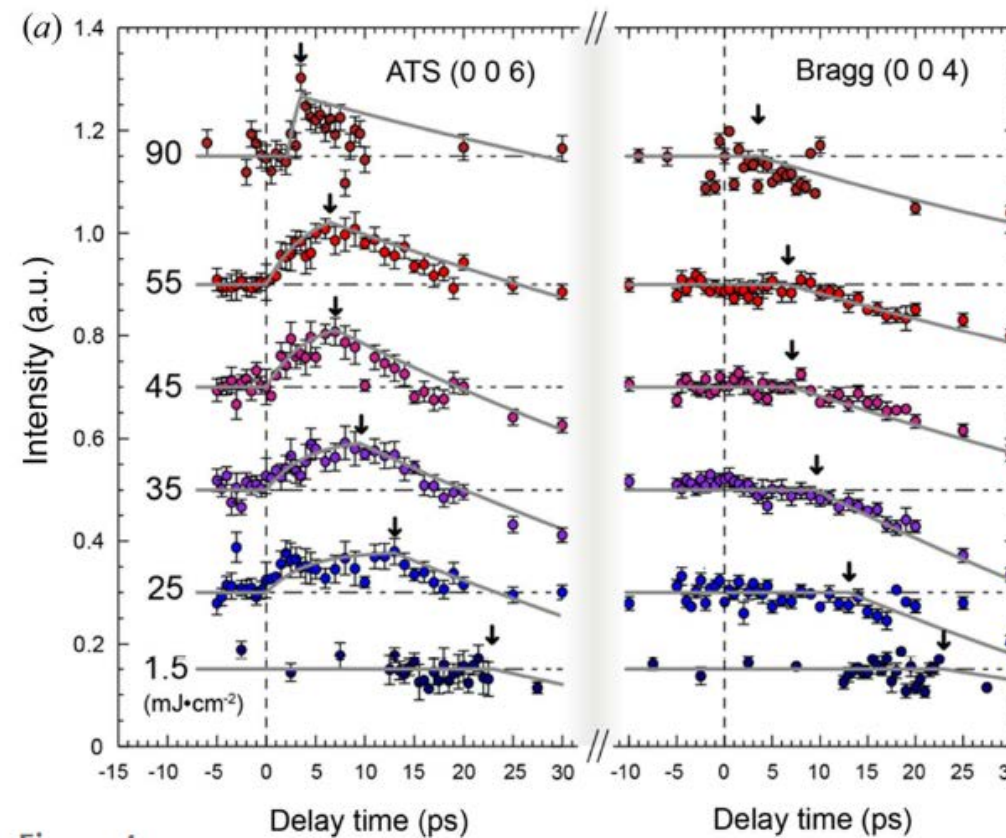 (a)
1.4
1.2
1.0
0.8
0.6
0.4
0.2
0
Intensity (a.u.)
ATS (0 0 6)
Bragg (0 0 4)
90
55
45
35
25
1.5
(mJ•cm-2)
-15 -10 -5 0 5 10 15 20 25 30
-10 -5 0 5 10 15 20 25
Delay time (ps)
Delay time (ps)